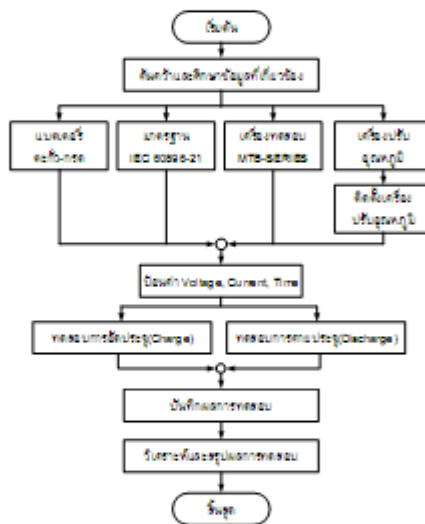 เริ่มต้น
ค้นคว้าและศึกษาข้อมูลที่เกี่ยวข้อง
แบตเตอรี่
ตะกั่ว-กรด
มาตรฐาน
IEC 60896-21
เครื่องทดสอบ
MTB-SERIES
เครื่องปรับ
อุณหภูมิ
ติดตั้งเครื่อง
ปรับอุณหภูมิ
ป้อนค่า Voltage, Current, Time
ทดสอบการอัดประจุ(Charge)
ทดสอบการคายประจุ(Discharge)
บันทึกผลการทดสอบ
วิเคราะห์และสรุปผลการทดสอบ
สิ้นสุด